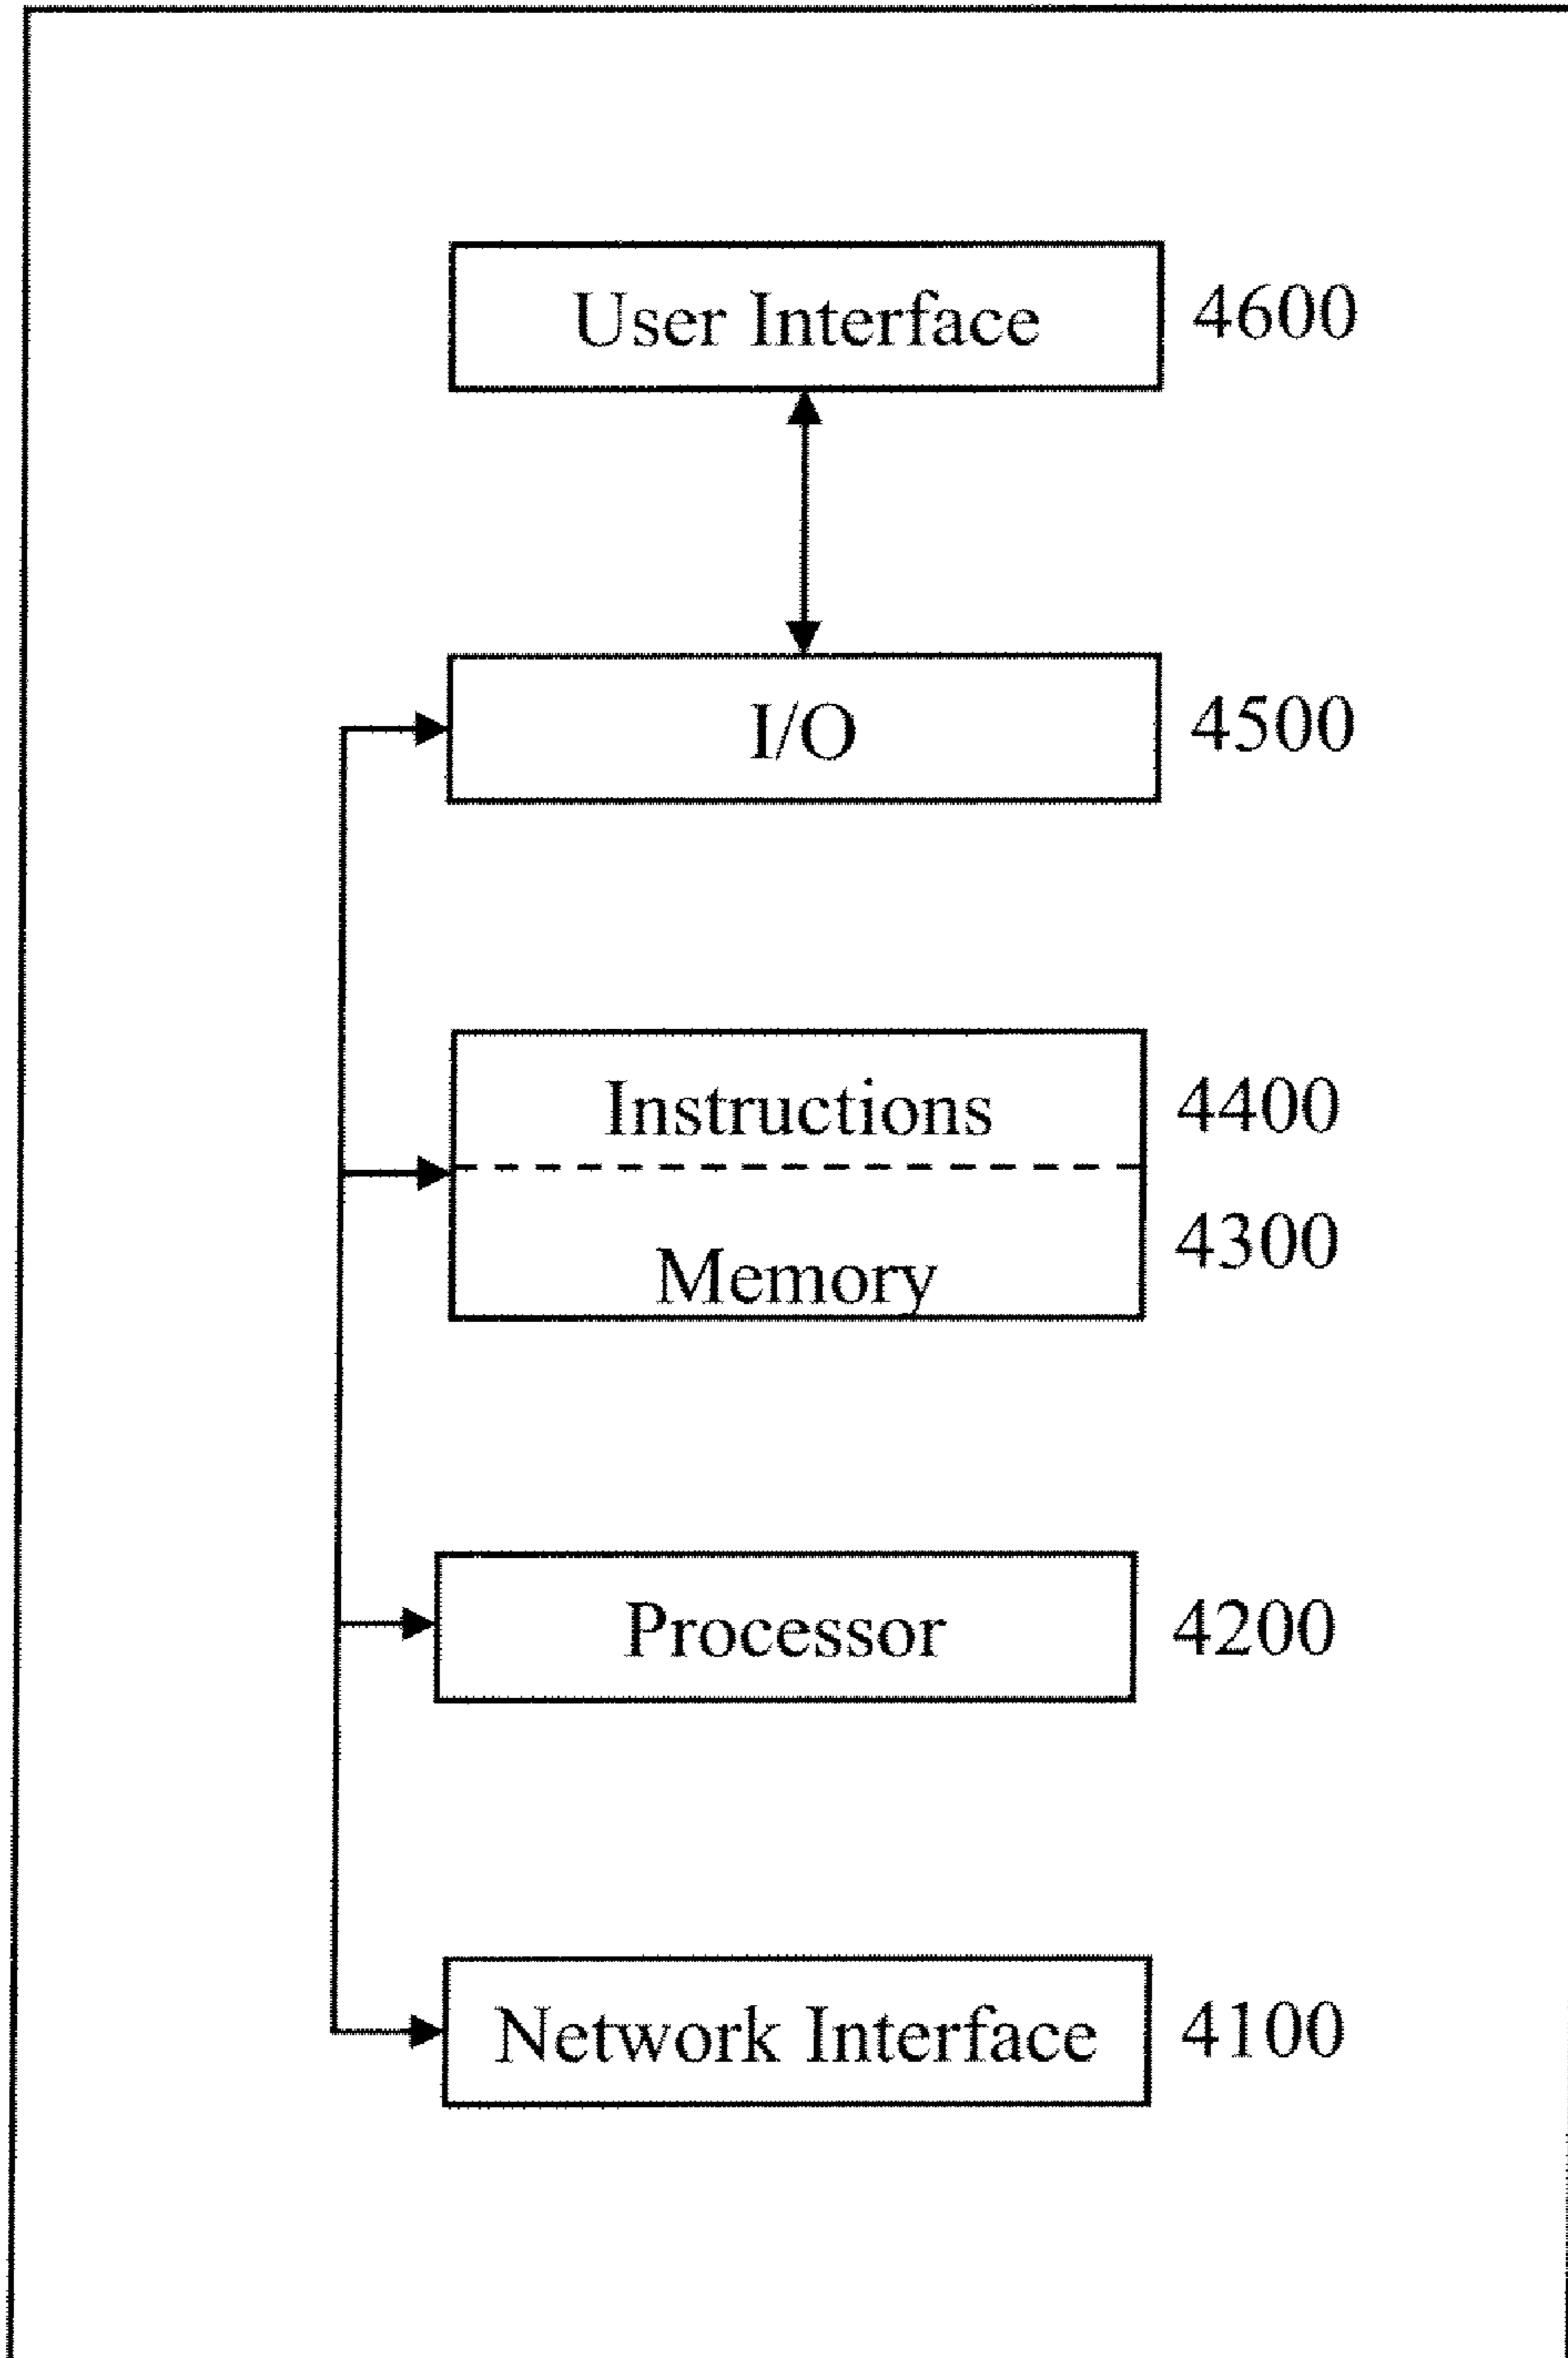 User Interface 4600
I/O 4500
Instructions 4400
Memory 4300
Processor 4200
Network Interface 4100